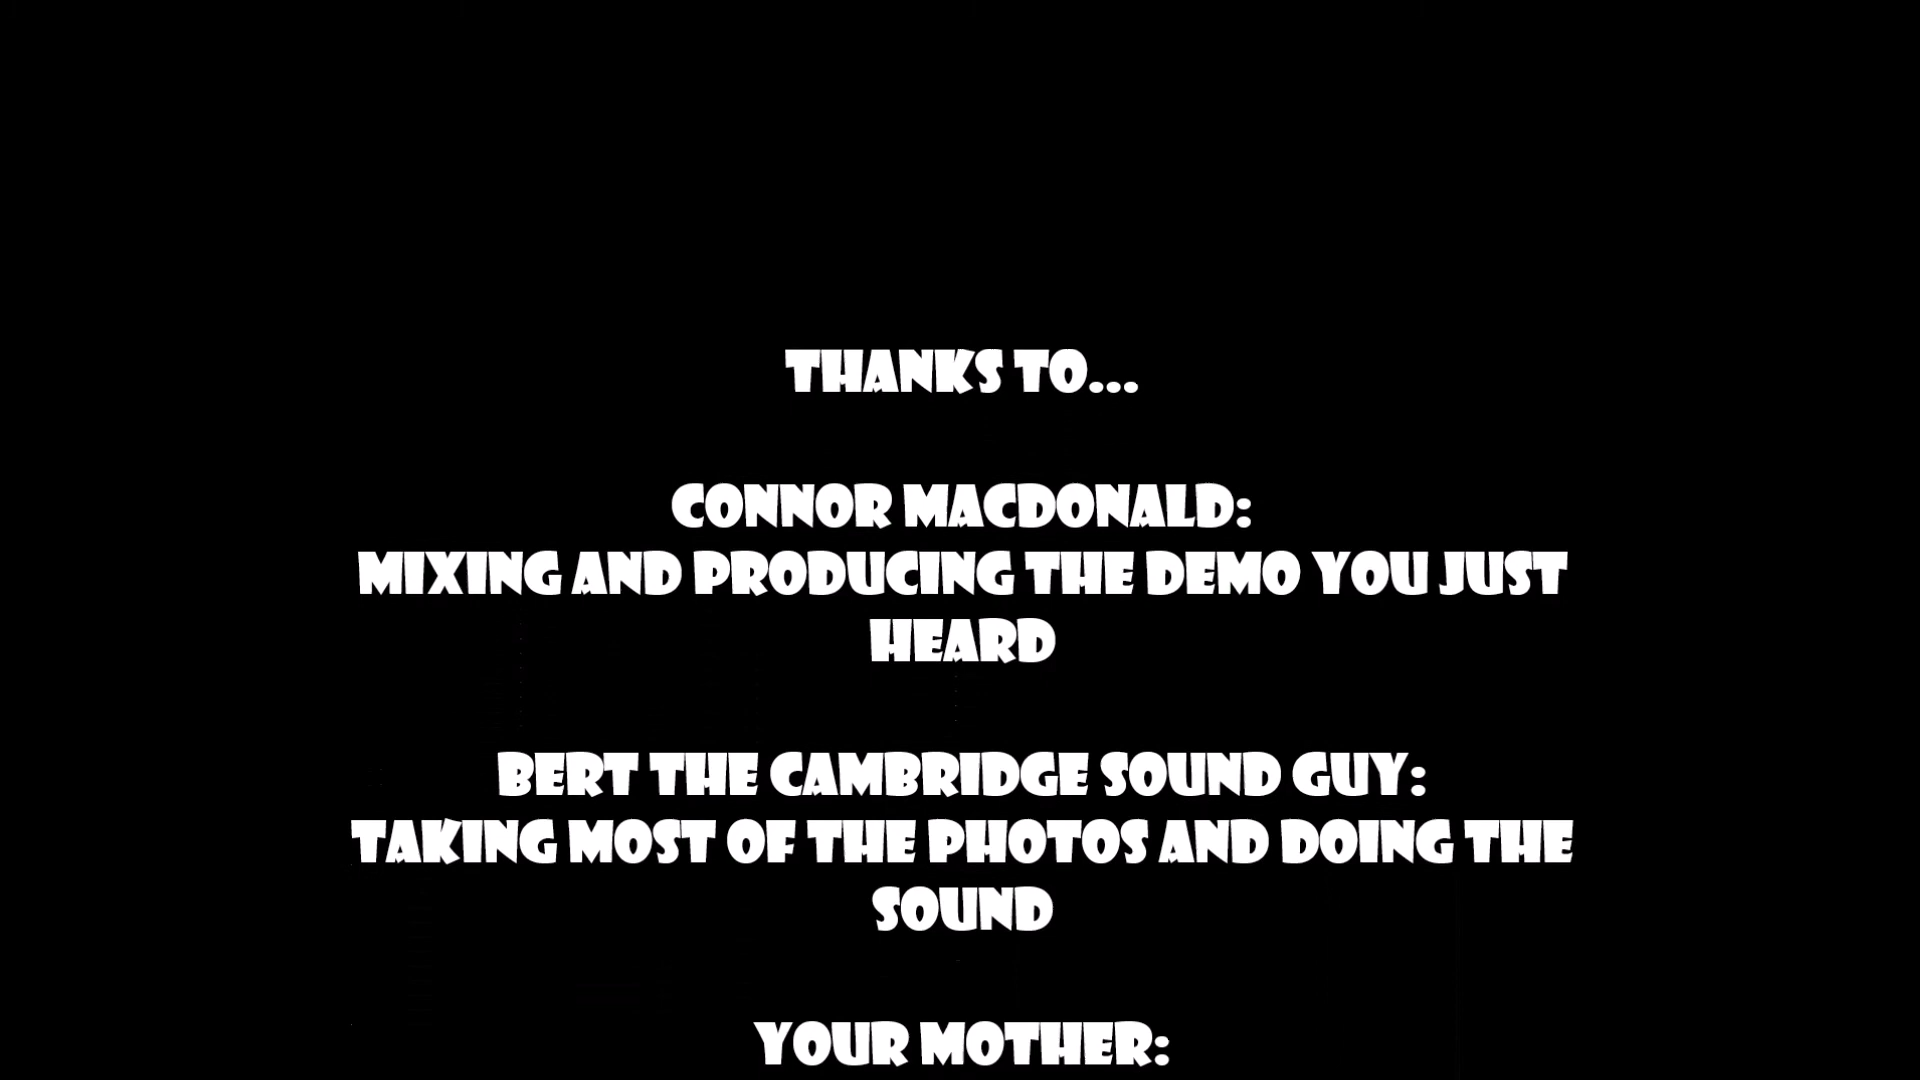 THANKS TO...
CONNOR MACDONALD:
MIXING AND PRODUCING THE DEMO YOU JUST
HEARD
BERT THE CAMBRIDGE SOUND GUY:
TAKING MOST OF THE PHOTOS AND DOING THE
SOUND
YOUR MOTHER: